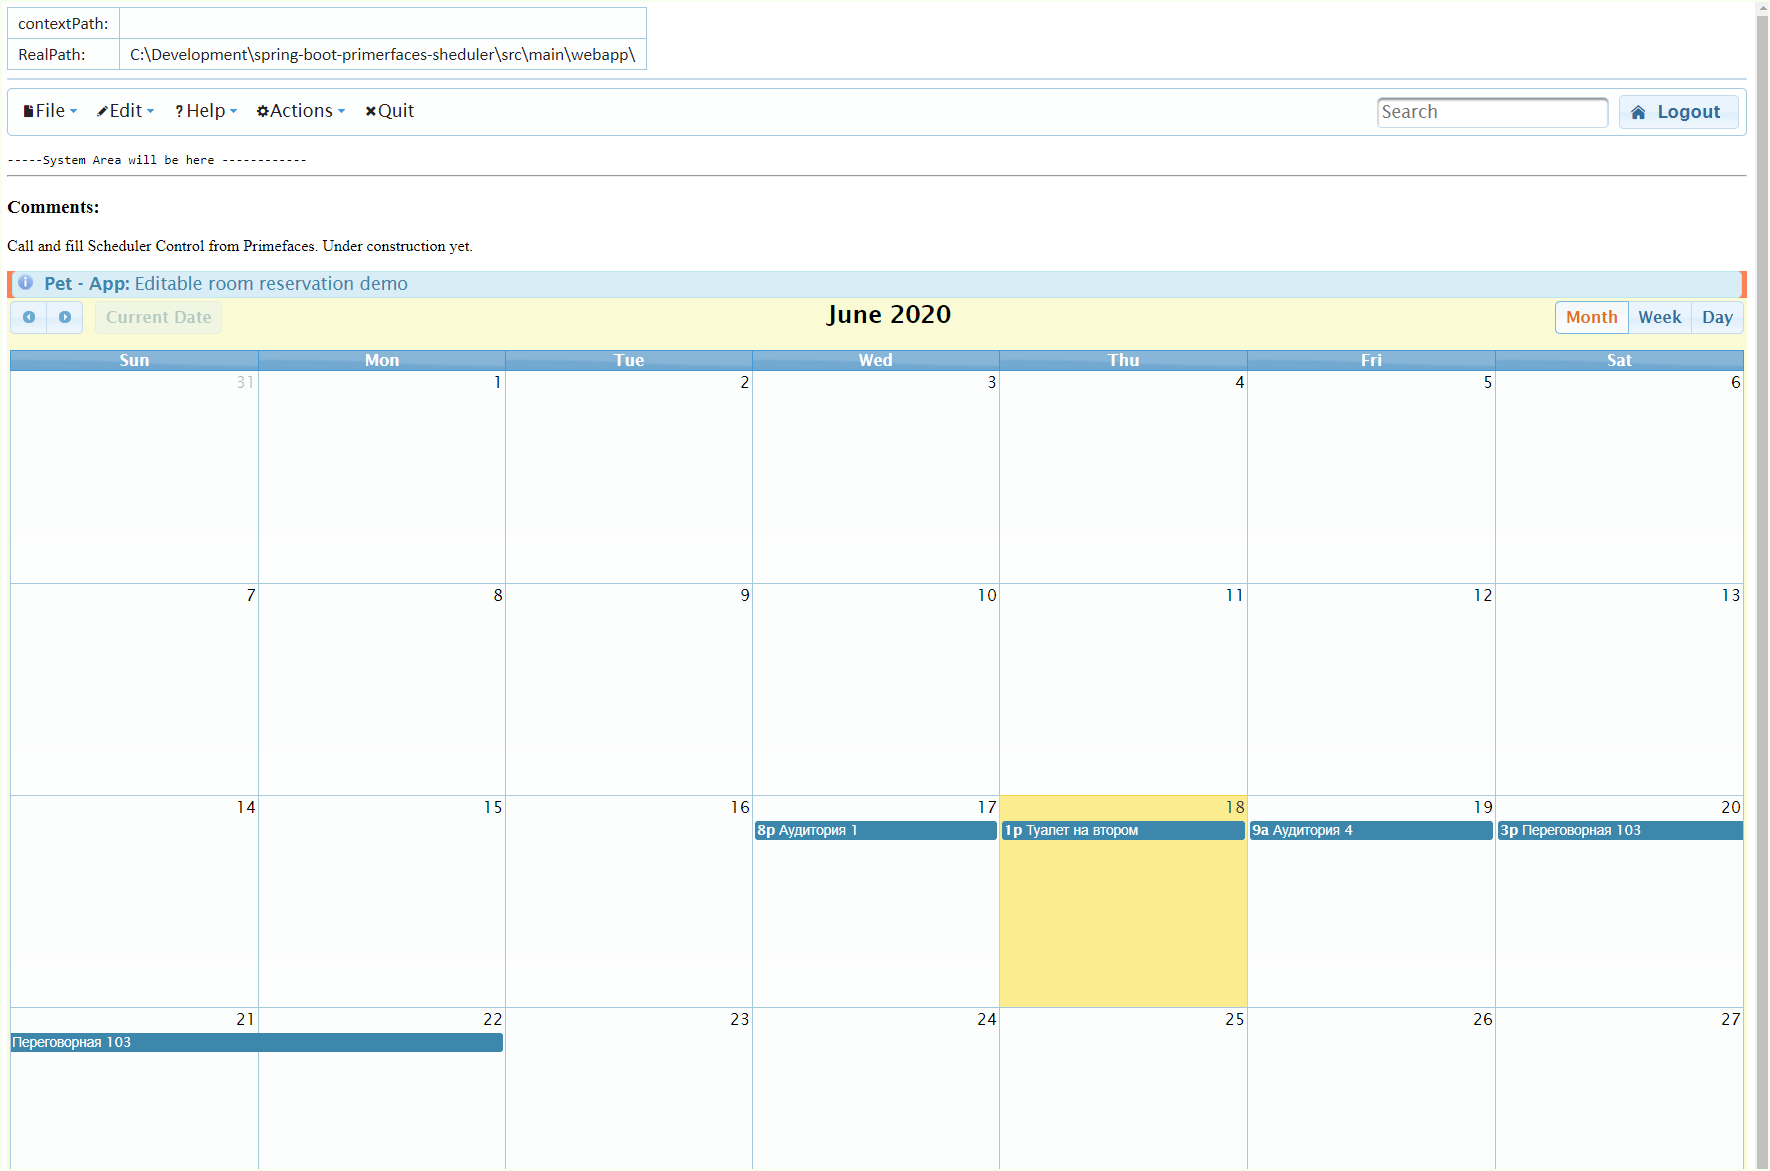 contextPath:
RealPath: C:\Development\spring-boot-primerfaces-sheduler\src\main\webapp\
File Edit ?Help Actions Quit Search Logout
-----System Area will be here ------------
Comments:
Call and fill Scheduler Control from Primefaces. Under construction yet.
Pet - App: Editable room reservation demo
Current Date June 2020 Month Week Day
Sun Mon Tue Wed Thu Fri Sat
31 1 2 3 4 5 6
7 8 9 10 11 12 13
14 15 16 17 18 19 20
8p Аудитория 1 1p Туалет на втором 9a Аудитория 4 3p Переговорная 103
21 22 23 24 25 26 27
Переговорная 103